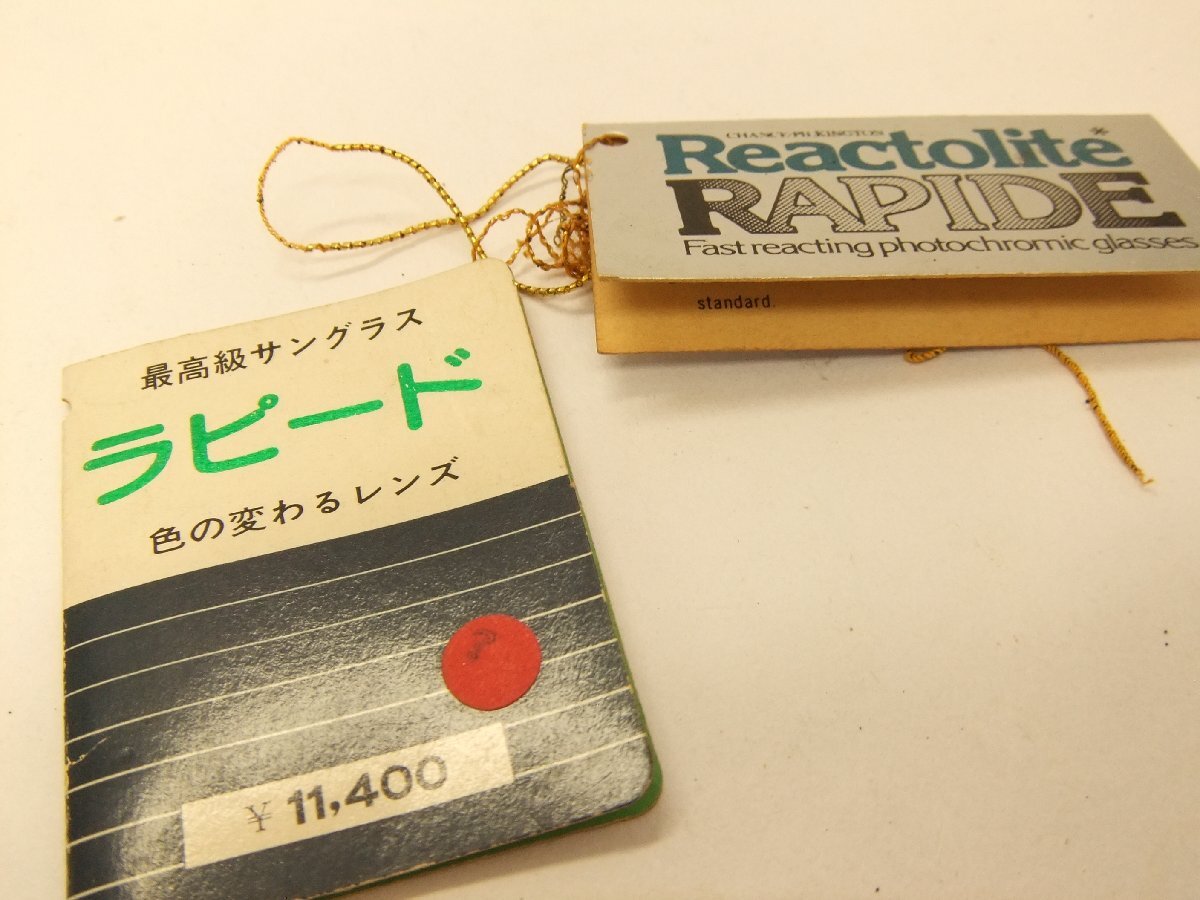 最高級サングラス
ラピード
色の変わるレンズ
¥ 11,400
CHANCE-PILKINGTON
Reactolite*
RAPIDE
Fast reacting photochromic glasses
standard.